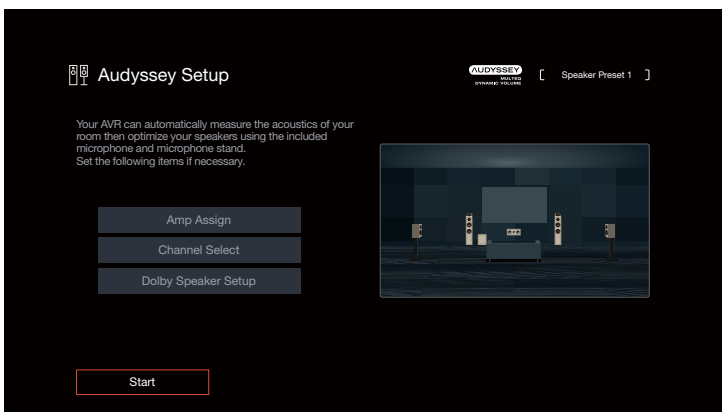 Audyssey Setup
AUDYSSEY
MULTEQ
DYNAMIC VOLUME
[ Speaker Preset 1 ]
Your AVR can automatically measure the acoustics of your
room then optimize your speakers using the included
microphone and microphone stand.
Set the following items if necessary.
Amp Assign
Channel Select
Dolby Speaker Setup
Start